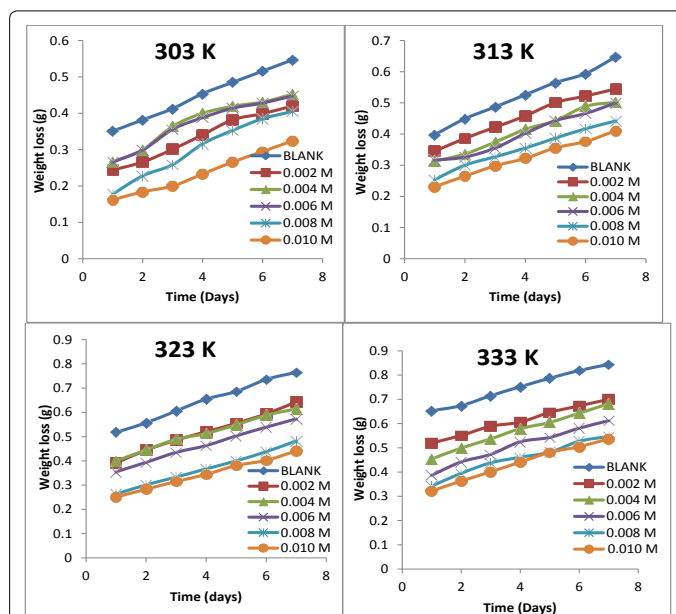 303 K
0.6
0.5
0.4
0.3
0.2
0.1
0
Weight loss (g)
BLANK
0.002 M
0.004 M
0.006 M
0.008 M
0.010 M
0 2 4 6 8
Time (Days)
313 K
0.7
0.6
0.5
0.4
0.3
0.2
0.1
0
Weight loss (g)
BLANK
0.002 M
0.004 M
0.006 M
0.008 M
0.010 M
0 2 4 6 8
Time (Days)
323 K
0.9
0.8
0.7
0.6
0.5
0.4
0.3
0.2
0.1
0
Weight loss (g)
BLANK
0.002 M
0.004 M
0.006 M
0.008 M
0.010 M
0 2 4 6 8
Time (days)
333 K
0.9
0.8
0.7
0.6
0.5
0.4
0.3
0.2
0.1
0
Weight loss (g)
BLANK
0.002 M
0.004 M
0.006 M
0.008 M
0.010 M
0 2 4 6 8
Time (Days)